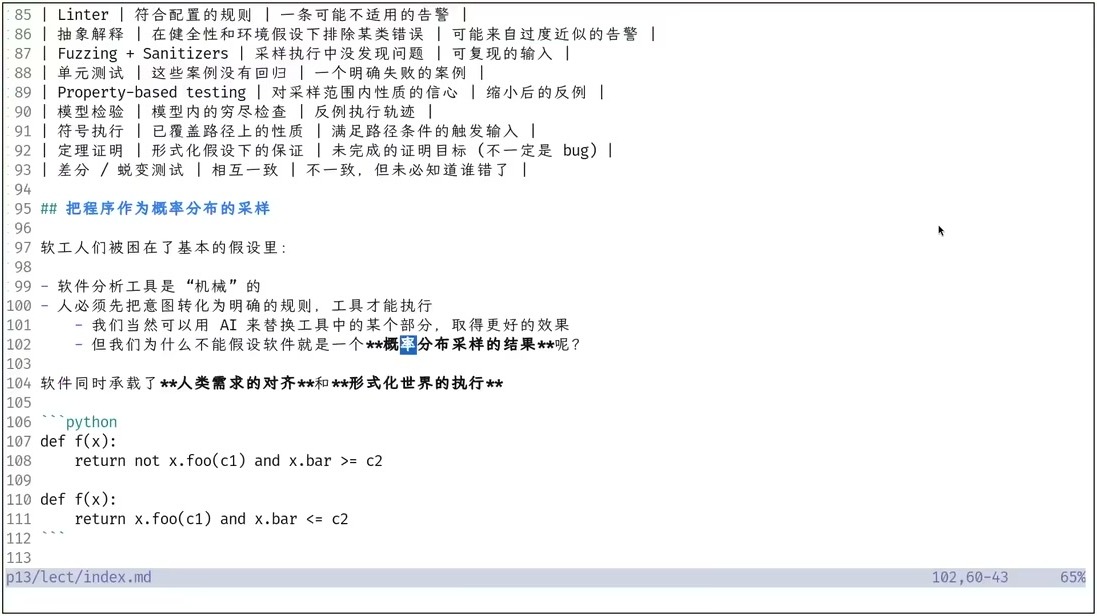 85 | Linter | 符合配置的规则 | 一条可能不适用的告警 |
86 | 抽象解释 | 在健全性和环境假设下排除某类错误 | 可能来自过度近似的告警 |
87 | Fuzzing + Sanitizers | 采样执行中没发现问题 | 可复现的输入 |
88 | 单元测试 | 这些案例没有回归 | 一个明确失败的案例 |
89 | Property-based testing | 对采样范围内性质的信心 | 缩小后的反例 |
90 | 模型检验 | 模型内的穷尽检查 | 反例执行轨迹 |
91 | 符号执行 | 已覆盖路径上的性质 | 满足路径条件的触发输入 |
92 | 定理证明 | 形式化假设下的保证 | 未完成的证明目标 (不一定是 bug) |
93 | 差分 / 蜕变测试 | 相互一致 | 不一致，但未必知道谁错了 |
94
95 ## 把程序作为概率分布的采样
96
97 软工人们被困在了基本的假设里：
98
99 - 软件分析工具是 “机械” 的
100 - 人必须先把意图转化为明确的规则，工具才能执行
101     - 我们当然可以用 AI 来替换工具中的某个部分，取得更好的效果
102     - 但我们为什么不能假设软件就是一个**概率分布采样的结果**呢？
103
104 软件同时承载了**人类需求的对齐**和**形式化世界的执行**
105
106 ```python
107 def f(x):
108     return not x.foo(c1) and x.bar >= c2
109
110 def f(x):
111     return x.foo(c1) and x.bar <= c2
112 ```
113
p13/lect/index.md 102,60-43 65%